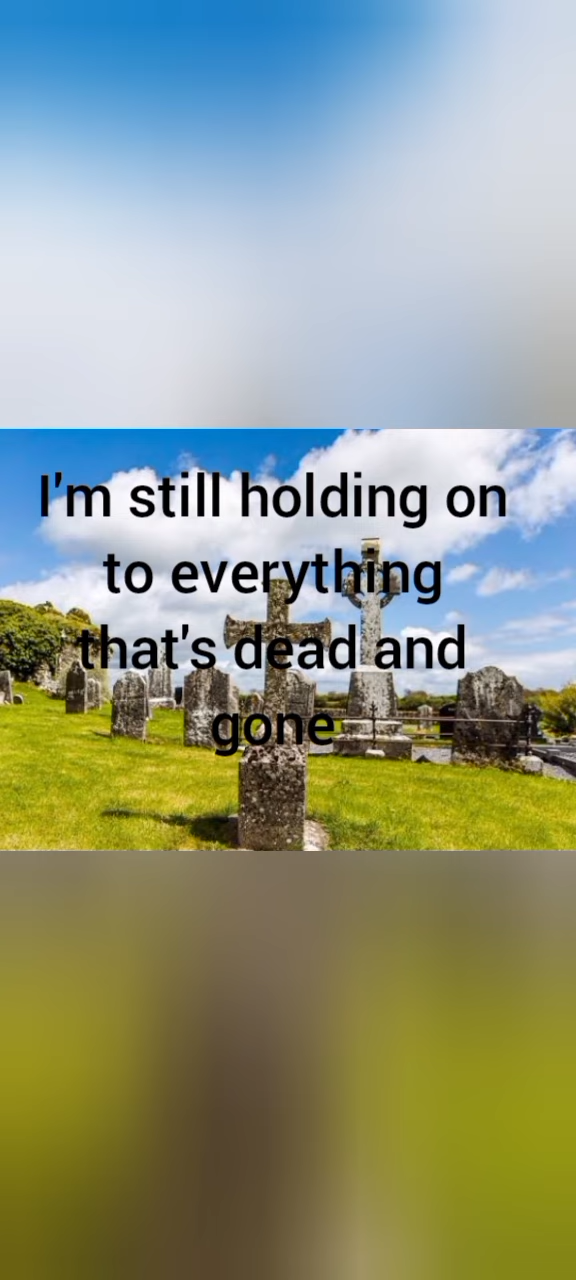 I'm still holding on
to everything
that's dead and
gone